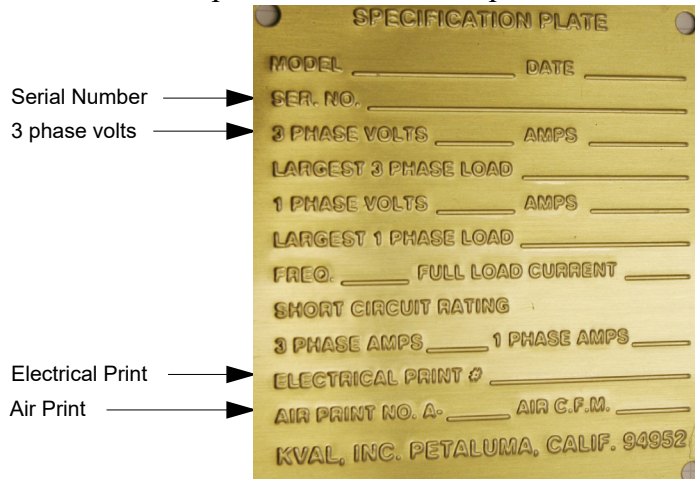 SPECIFICATION PLATE
MODEL DATE
Serial Number SER. NO.
3 phase volts 3 PHASE VOLTS AMPS
LARGEST 3 PHASE LOAD
1 PHASE VOLTS AMPS
LARGEST 1 PHASE LOAD
FREQ. FULL LOAD CURRENT
SHORT CIRCUIT RATING
3 PHASE AMPS 1 PHASE AMPS
Electrical Print ELECTRICAL PRINT #
Air Print AIR PRINT NO. A- AIR C.F.M.
KVAL, INC. PETALUMA, CALIF. 94952